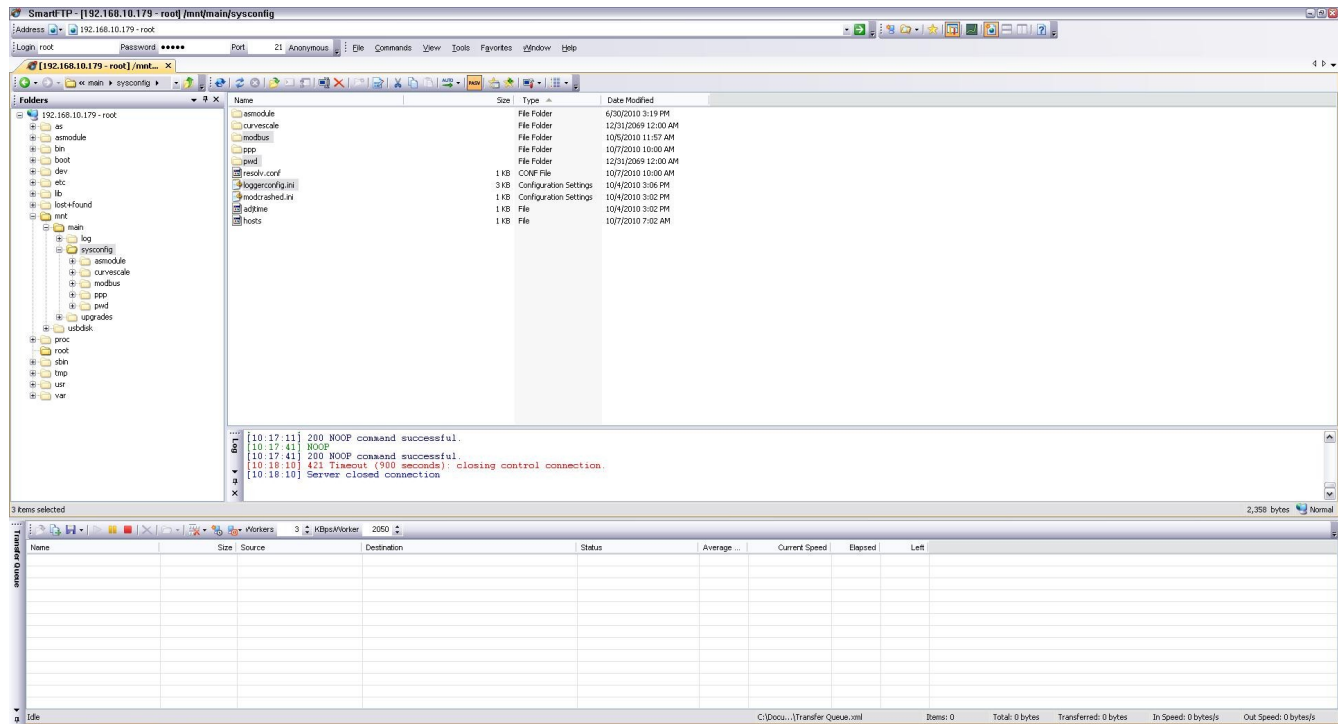 SmartFTP - [192.168.10.179 - root] /mnt/main/sysconfig
Address 192.168.10.179 - root
Login root Password ●●●●● Port 21 Anonymous File Commands View Tools Favorites Window Help
[192.168.10.179 - root] /mnt...
« main sysconfig
Folders
192.168.10.179 - root
as
asmodule
bin
boot
dev
etc
lib
lost+found
mnt
main
log
sysconfig
asmodule
curvescale
modbus
ppp
pwd
upgrades
usbdisk
proc
root
sbin
tmp
usr
var
Name Size Type Date Modified
asmodule File Folder 6/30/2010 3:19 PM
curvescale File Folder 12/31/2069 12:00 AM
modbus File Folder 10/5/2010 11:57 AM
ppp File Folder 10/7/2010 10:00 AM
pwd File Folder 12/31/2069 12:00 AM
resolv.conf 1 KB CONF File 10/7/2010 10:00 AM
loggerconfig.ini 3 KB Configuration Settings 10/4/2010 3:06 PM
modcrashed.ini 1 KB Configuration Settings 10/4/2010 3:02 PM
adjtime 1 KB File 10/4/2010 3:02 PM
hosts 1 KB File 10/7/2010 7:02 AM
Log
[10:17:11] 200 NOOP command successful.
[10:17:41] NOOP
[10:17:41] 200 NOOP command successful.
[10:18:10] 421 Timeout (900 seconds): closing control connection.
[10:18:10] Server closed connection
3 items selected 2,358 bytes Normal
Transfer Queue
Workers 3 KBps/Worker 2050
Name Size Source Destination Status Average ... Current Speed Elapsed Left
Idle C:\Docu...\Transfer Queue.xml Items: 0 Total: 0 bytes Transferred: 0 bytes In Speed: 0 bytes/s Out Speed: 0 bytes/s